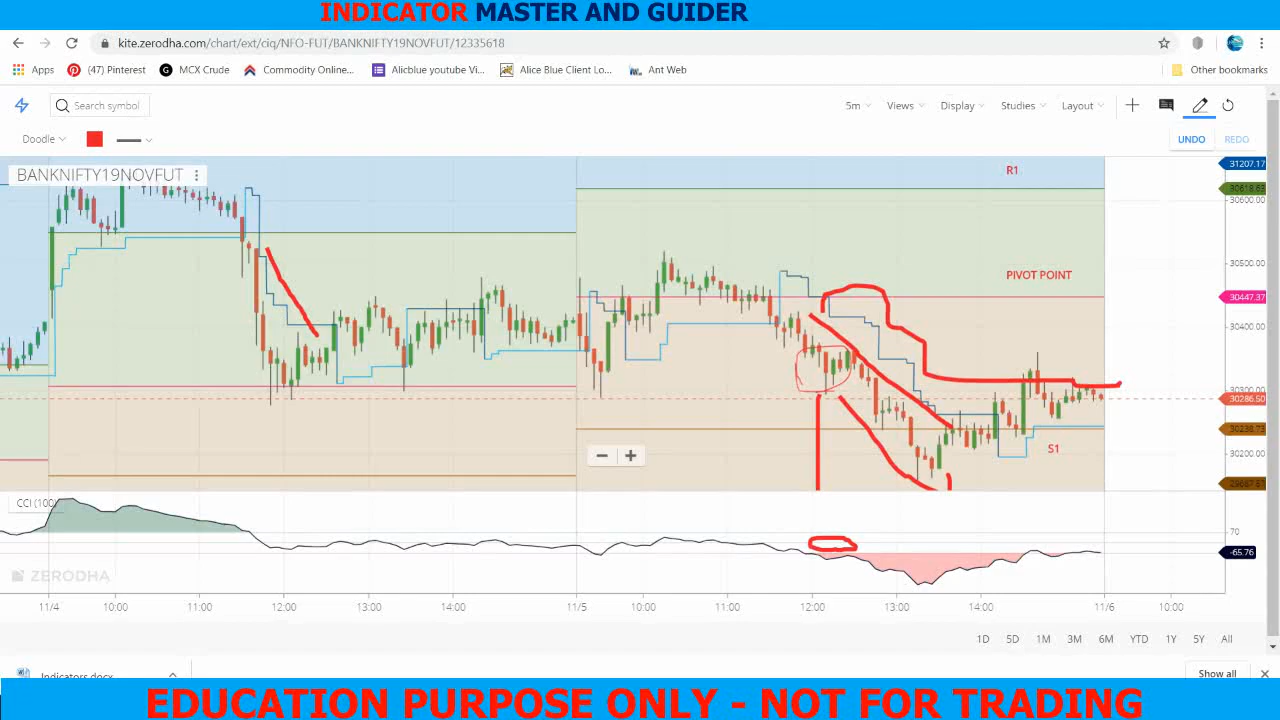 INDICATOR MASTER AND GUIDER
kite.zerodha.com/chart/ext/ciq/NFO-FUT/BANKNIFTY19NOVFUT/12335618
Apps (47) Pinterest MCX Crude Commodity Online... Alicblue youtube Vi... Alice Blue Client Lo... Ant Web Other bookmarks
Search symbol 5m Views Display Studies Layout
Doodle UNDO REDO
BANKNIFTY19NOVFUT
R1
PIVOT POINT
S1
31207.17
30618.63
30600.00
30500.00
30447.37
30400.00
30300.00
30286.50
30238.73
30200.00
CCI (100)
70
-65.76
ZERODHA
11/4 10:00 11:00 12:00 13:00 14:00 11/5 10:00 11:00 12:00 13:00 14:00 11/6 10:00
1D 5D 1M 3M 6M YTD 1Y 5Y All
Indicators.docx Show all
EDUCATION PURPOSE ONLY - NOT FOR TRADING